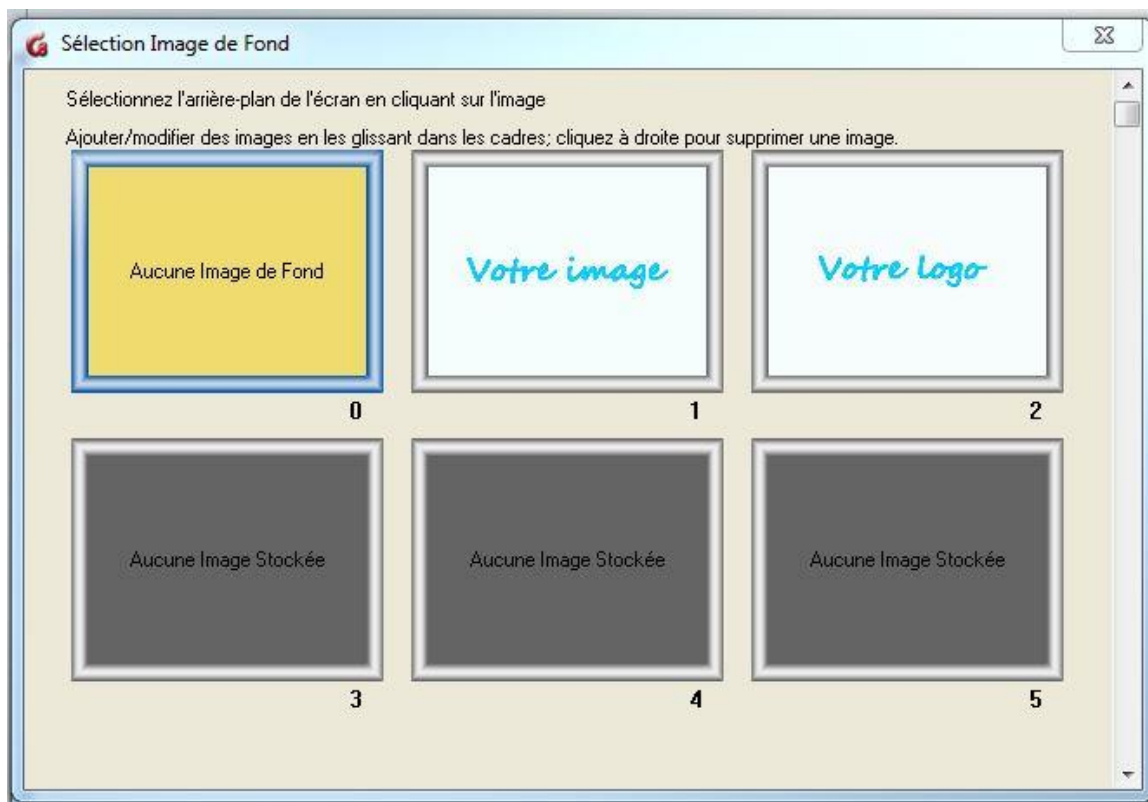 Sélection Image de Fond
Sélectionnez l'arrière-plan de l'écran en cliquant sur l'image
Ajouter/modifier des images en les glissant dans les cadres; cliquez à droite pour supprimer une image.
Aucune Image de Fond
Votre image
Votre logo
0
1
2
Aucune Image Stockée
Aucune Image Stockée
Aucune Image Stockée
3
4
5